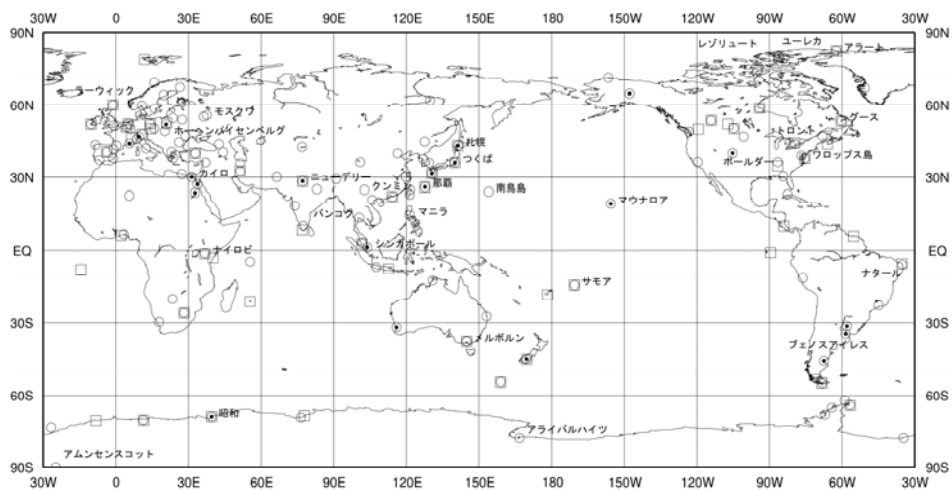 30W 0 30E 60E 90E 120E 150E 180 150W 120W 90W 60W 30W
90N 90N
レゾリュート ユーレカ アラート
ラーウィック
60N 60N
モスクワ グース
ホーヘンパイセンベルグ 札幌 トロント
つくば ボールダー ワロップス島
カイロ
30N ニューデリー クンミン 那覇 南鳥島 30N
マウナロア
バンコク マニラ
EQ ナイロビ シンガポール EQ
ナタール
サモア
30S 30S
メルボルン ブエノスアイレス
60S 60S
昭和
アライバルハイツ
アムンセンスコット
90S 90S
30W 0 30E 60E 90E 120E 150E 180 150W 120W 90W 60W 30W